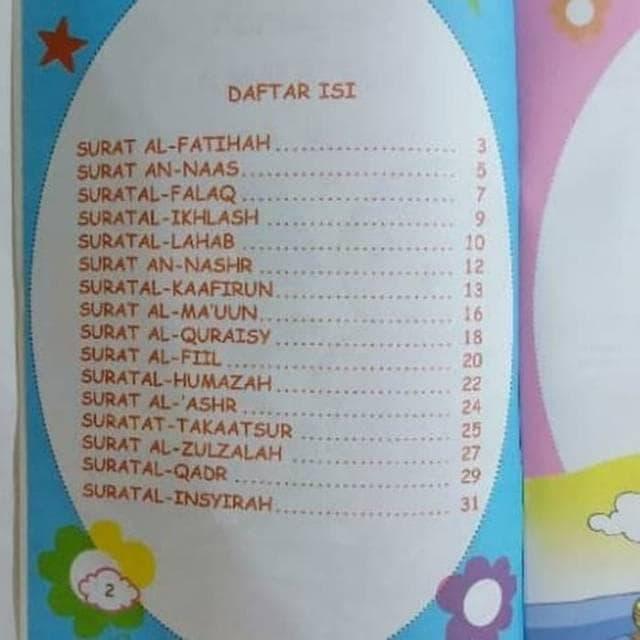 DAFTAR ISI
SURAT AL-FATIHAH.......................... 3
SURAT AN-NAAS.............................. 5
SURATAL-FALAQ.............................. 7
SURATAL-IKHLASH........................... 9
SURATAL-LAHAB.............................. 10
SURAT AN-NASHR............................ 12
SURATAL-KAAFIRUN......................... 13
SURAT AL-MA'UUN........................... 16
SURAT AL-QURAISY.......................... 18
SURAT AL-FIIL................................ 20
SURATAL-HUMAZAH......................... 22
SURAT AL-'ASHR............................. 24
SURATAT-TAKAATSUR...................... 25
SURAT AL-ZULZALAH........................ 27
SURATAL-QADR............................... 29
SURATAL-INSYIRAH.......................... 31
2